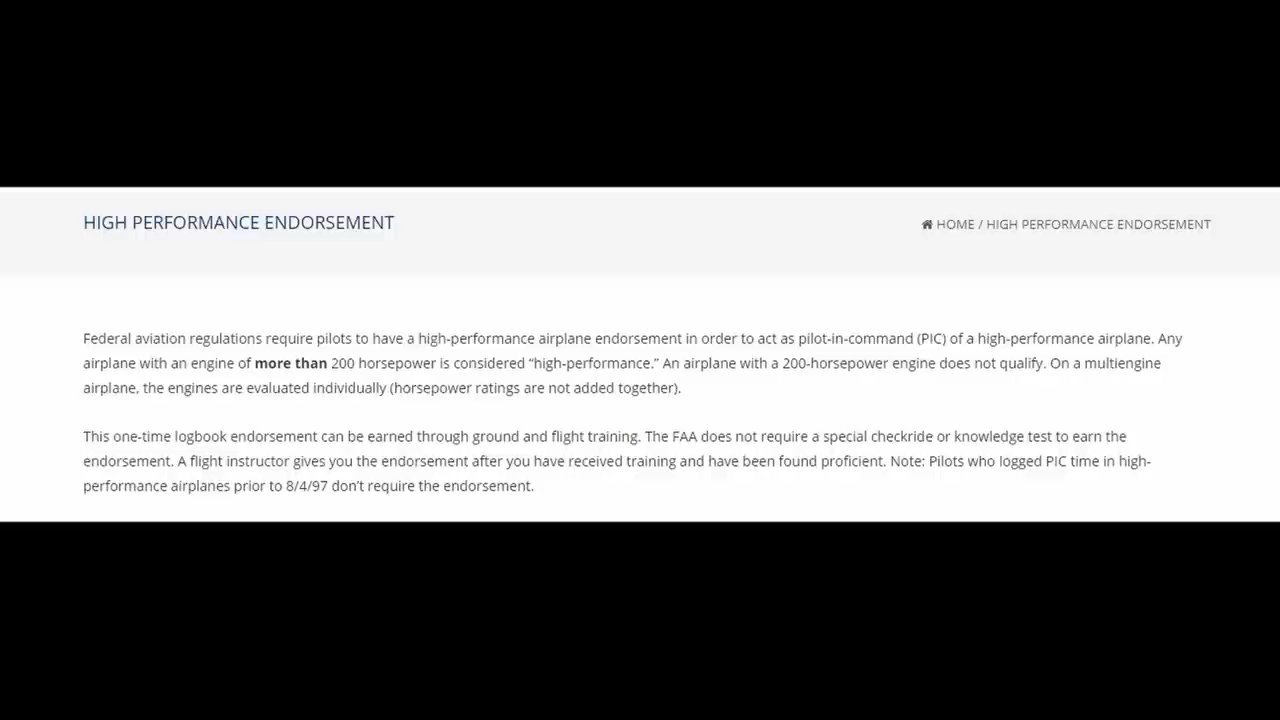 HIGH PERFORMANCE ENDORSEMENT
HOME / HIGH PERFORMANCE ENDORSEMENT
Federal aviation regulations require pilots to have a high-performance airplane endorsement in order to act as pilot-in-command (PIC) of a high-performance airplane. Any
airplane with an engine of more than 200 horsepower is considered “high-performance.” An airplane with a 200-horsepower engine does not qualify. On a multiengine
airplane, the engines are evaluated individually (horsepower ratings are not added together).
This one-time logbook endorsement can be earned through ground and flight training. The FAA does not require a special checkride or knowledge test to earn the
endorsement. A flight instructor gives you the endorsement after you have received training and have been found proficient. Note: Pilots who logged PIC time in high-
performance airplanes prior to 8/4/97 don’t require the endorsement.